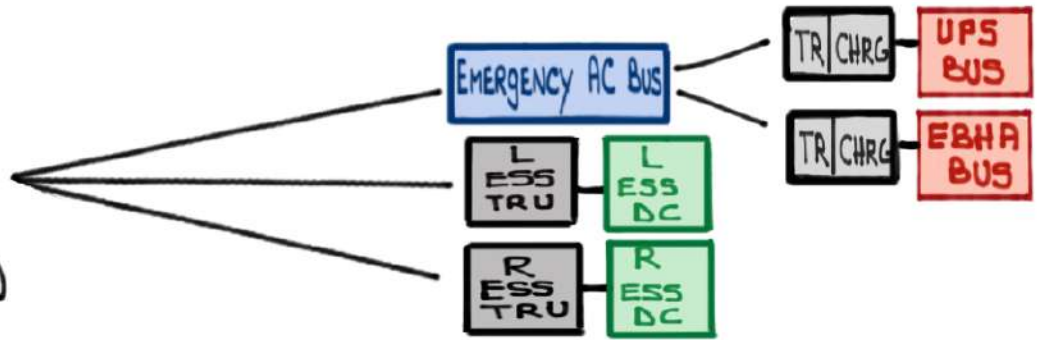 EMERGENCY AC BUS
TR CHRG
UPS
BUS
TR CHRG
EBHA
BUS
L
ESS
TRU
L
ESS
DC
R
ESS
TRU
R
ESS
DC